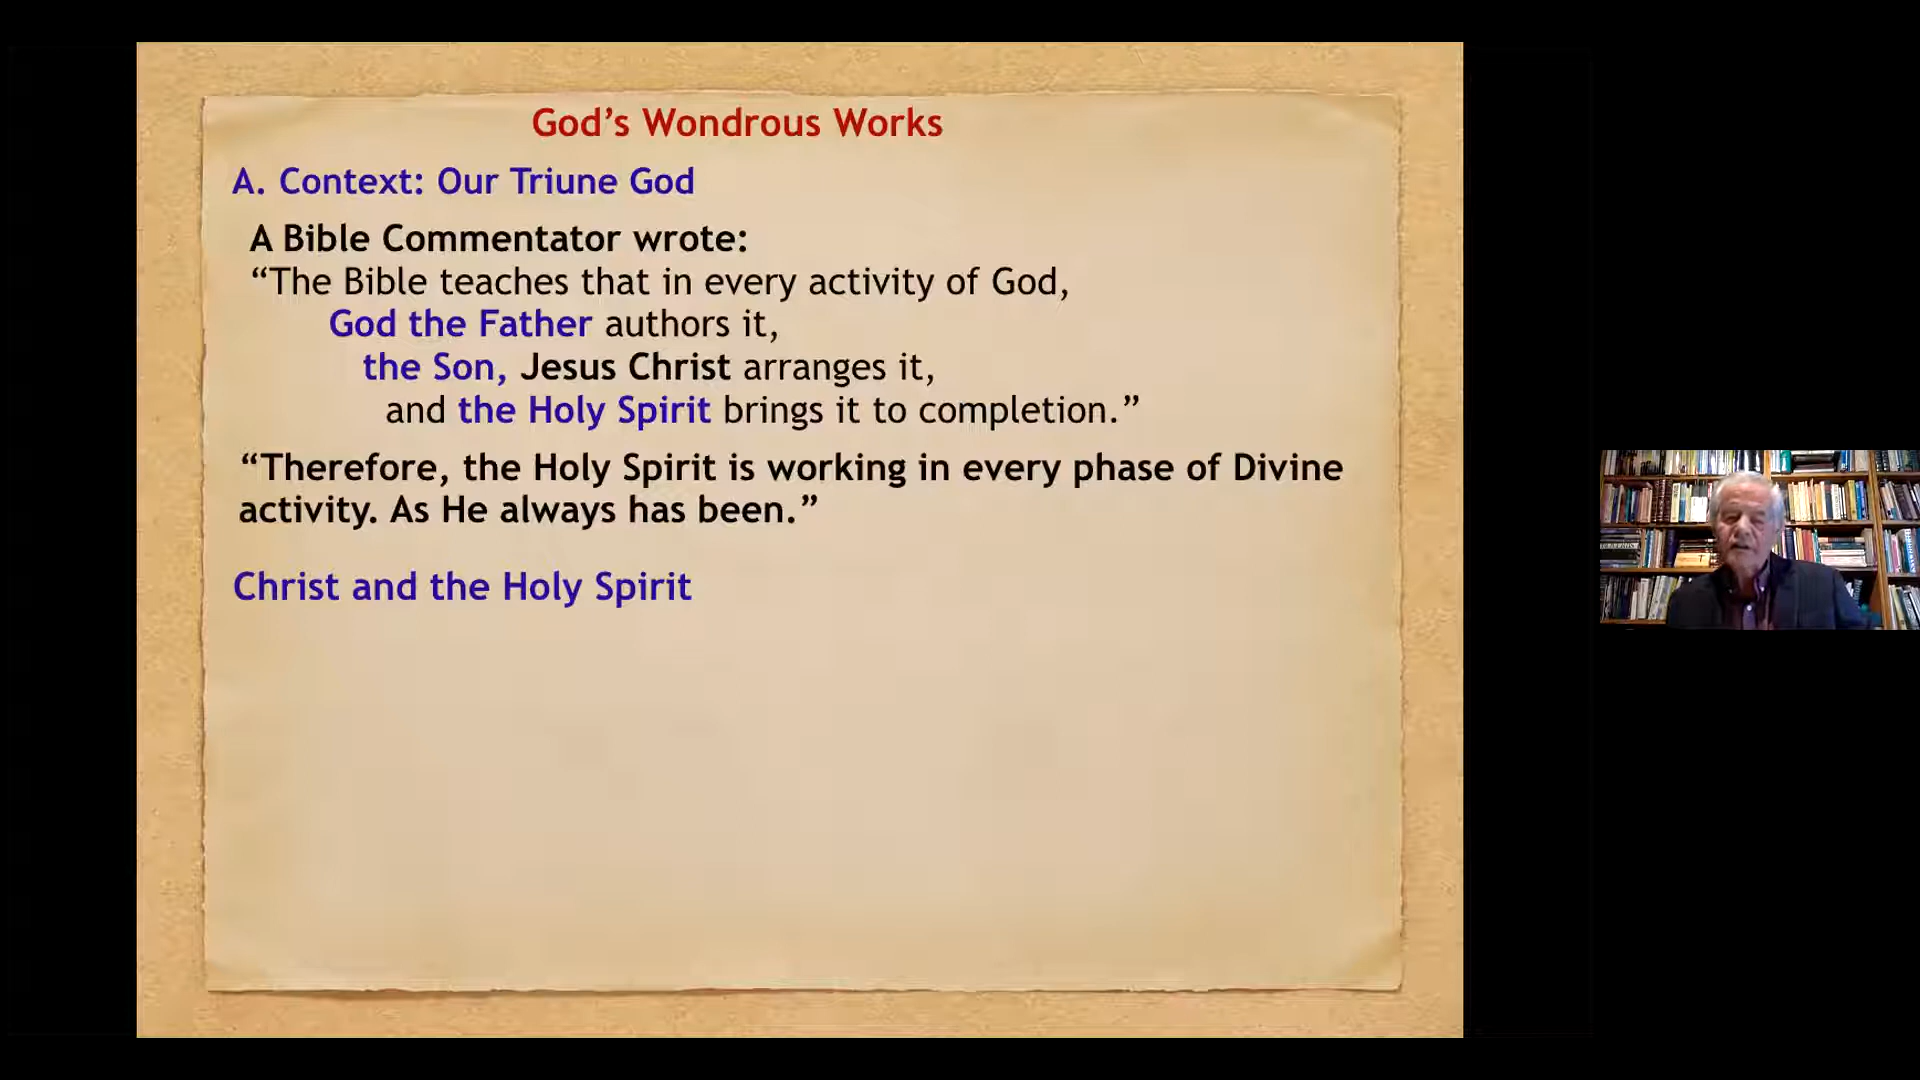 God’s Wondrous Works
A. Context: Our Triune God
A Bible Commentator wrote:
“The Bible teaches that in every activity of God,
God the Father authors it,
the Son, Jesus Christ arranges it,
and the Holy Spirit brings it to completion.”
“Therefore, the Holy Spirit is working in every phase of Divine
activity. As He always has been.”
Christ and the Holy Spirit